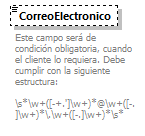 CorreoElectronico
Este campo será de
condición obligatoria, cuando
el cliente lo requiera. Debe
cumplir con la siguiente
estructura:
\s*\w+([-+.']\w+)*@\w+([-.
]\w+)*\.\w+([-.]\w+)*\s*